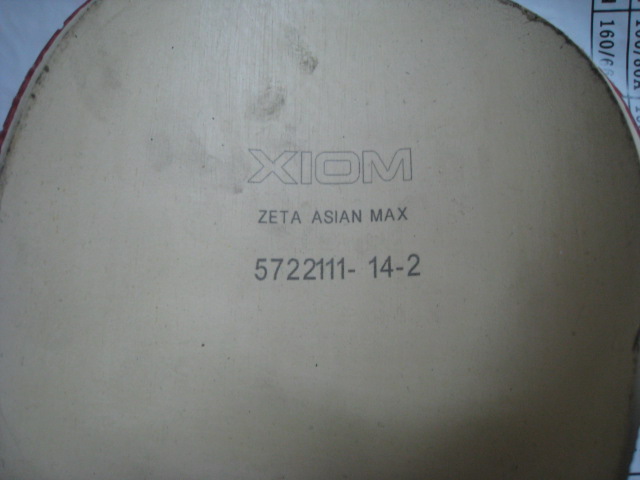 XIOM
ZETA ASIAN MAX
5722111- 14-2